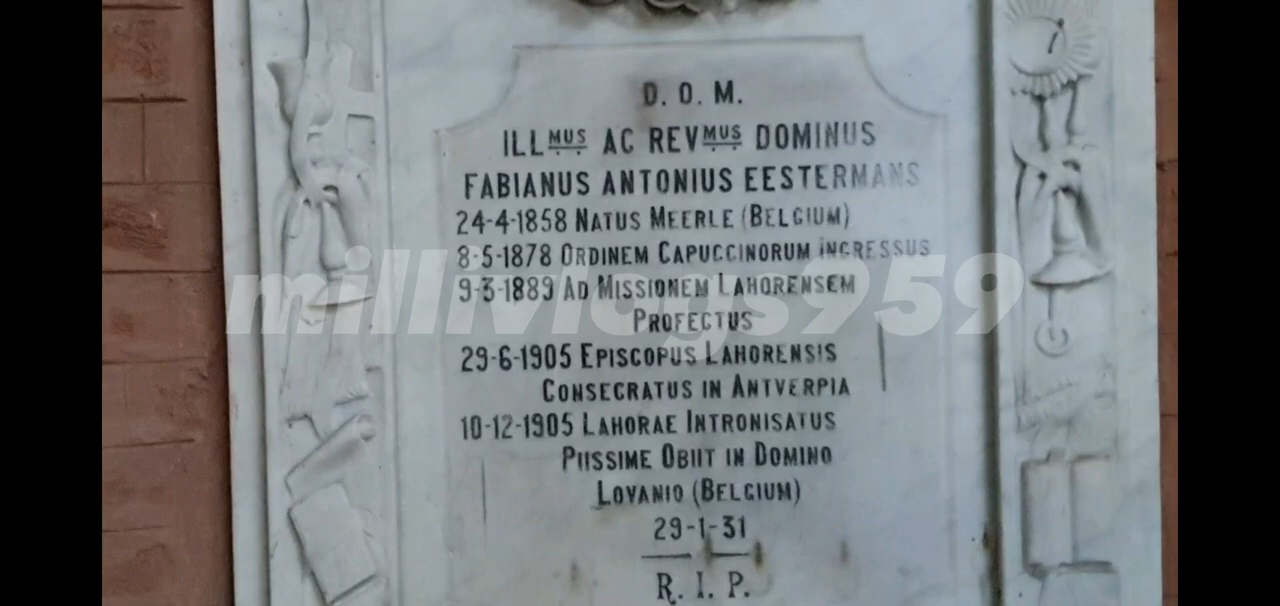 D. O. M.
ILLMUS AC REVMUS DOMINUS
FABIANUS ANTONIUS EESTERMANS
24-4-1858 NATUS MEERLE (BELGIUM)
8-5-1878 ORDINEM CAPUCCINORUM INGRESSUS
9-3-1889 AD MISSIONEM LAHORENSEM
PROFECTUS
29-6-1905 EPISCOPUS LAHORENSIS
CONSECRATUS IN ANTVERPIA
10-12-1905 LAHORAE INTRONISATUS
PIISSIME OBIIT IN DOMINO
LOVANIO (BELGIUM)
29-1-31
R. I. P.
millivlogs959